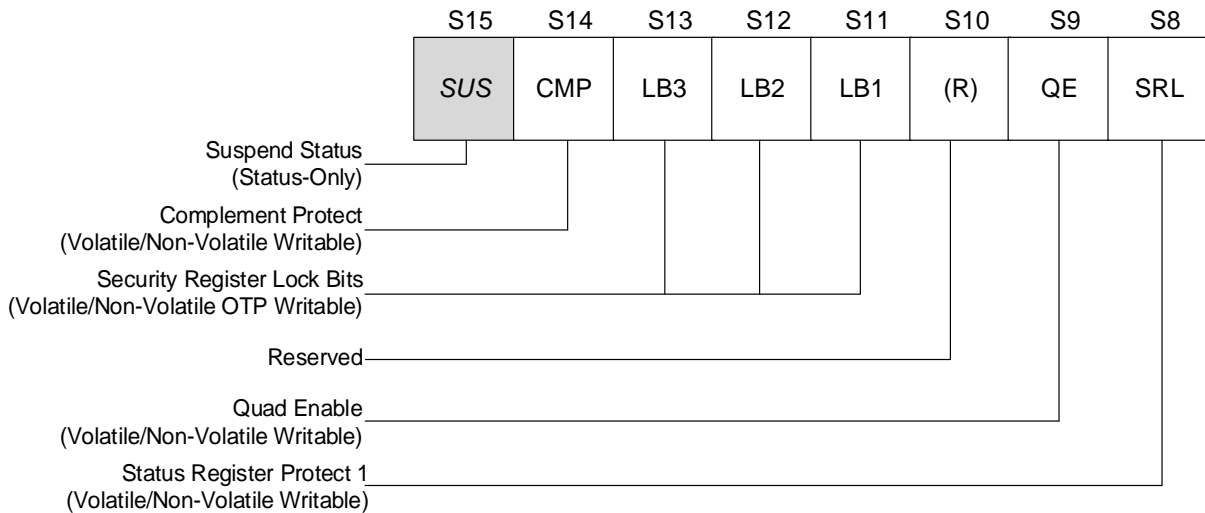 S15 S14 S13 S12 S11 S10 S9 S8
SUS CMP LB3 LB2 LB1 (R) QE SRL
Suspend Status
(Status-Only)
Complement Protect
(Volatile/Non-Volatile Writable)
Security Register Lock Bits
(Volatile/Non-Volatile OTP Writable)
Reserved
Quad Enable
(Volatile/Non-Volatile Writable)
Status Register Protect 1
(Volatile/Non-Volatile Writable)